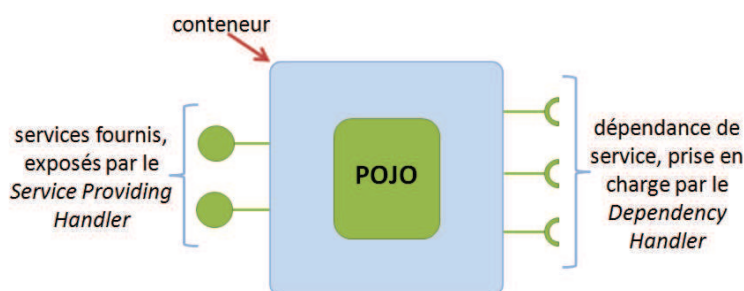 conteneur
services fournis,
exposés par le
Service Providing
Handler
POJO
dépendance de
service, prise en
charge par le
Dependency
Handler